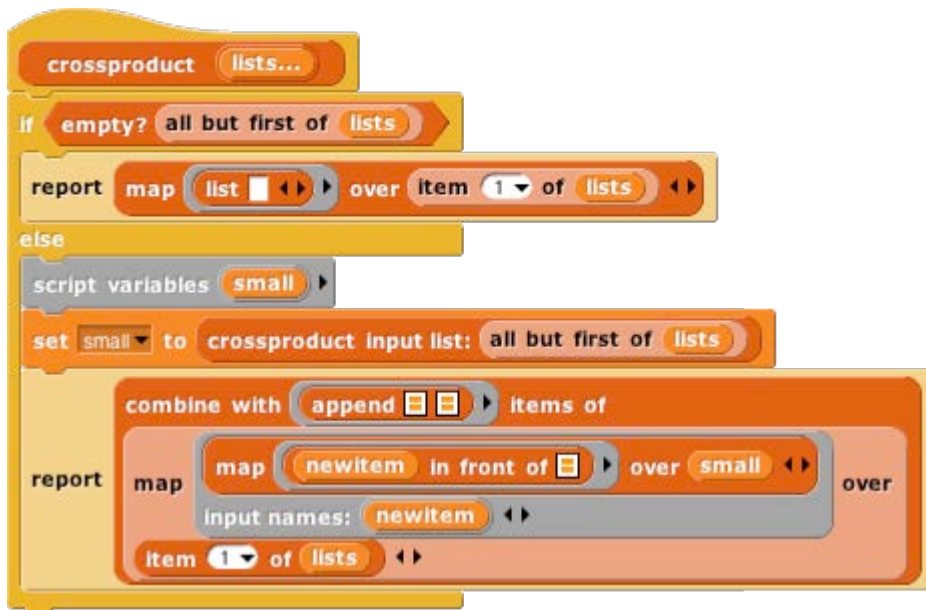 crossproduct lists...
if empty? all but first of lists
report map list over item 1 of lists
else
script variables small
set small to crossproduct input list: all but first of lists
combine with append items of
map newitem in front of over small
report map over
input names: newitem
item 1 of lists